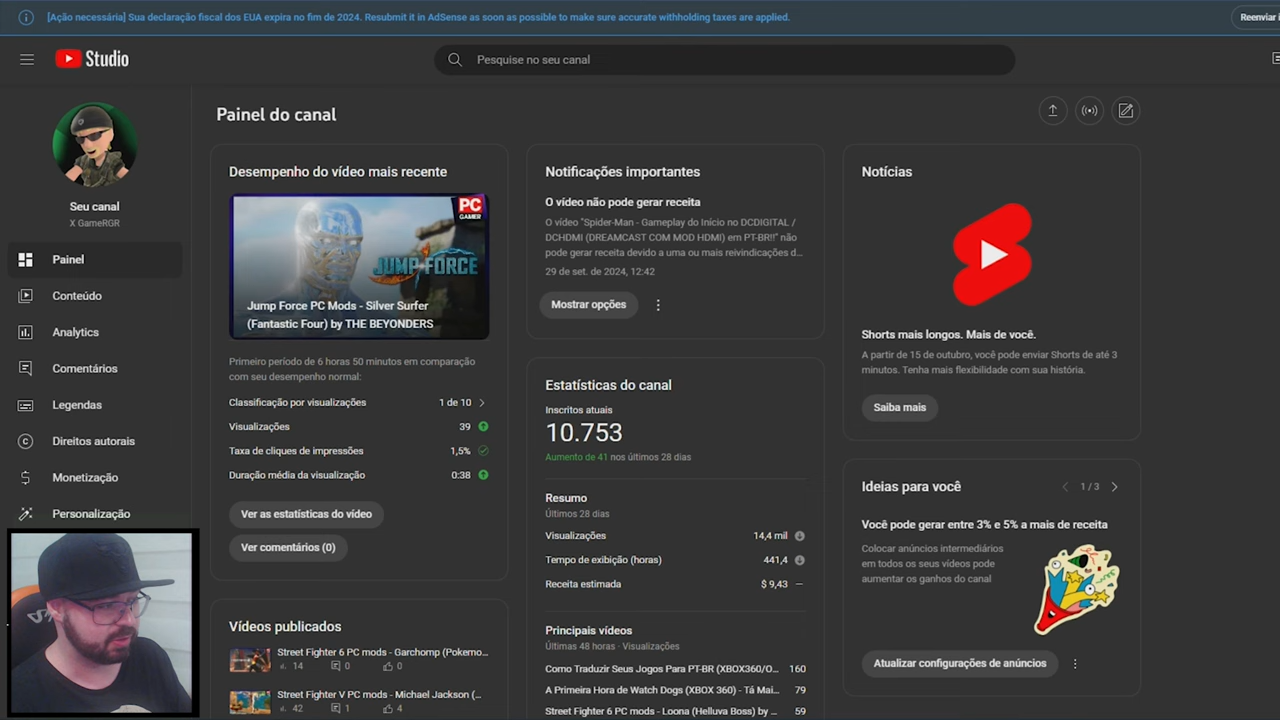 [Ação necessária] Sua declaração fiscal dos EUA expira no fim de 2024. Resubmit it in AdSense as soon as possible to make sure accurate withholding taxes are applied.
Reenviar
Studio
Pesquise no seu canal
Seu canal
X GameRGR
Painel
Conteúdo
Analytics
Comentários
Legendas
Direitos autorais
Monetização
Personalização
Painel do canal
Desempenho do vídeo mais recente
PC
GAMER
JUMP FORCE
Jump Force PC Mods - Silver Surfer
(Fantastic Four) by THE BEYONDERS
Primeiro período de 6 horas 50 minutos em comparação
com seu desempenho normal:
Classificação por visualizações 1 de 10
Visualizações 39
Taxa de cliques de impressões 1,5%
Duração média da visualização 0:38
Ver as estatísticas do vídeo
Ver comentários (0)
Vídeos publicados
Street Fighter 6 PC mods - Garchomp (Pokemo...
14 0 0
Street Fighter V PC mods - Michael Jackson (...
42 1 4
Notificações importantes
O vídeo não pode gerar receita
O vídeo "Spider-Man - Gameplay do Início no DCDIGITAL /
DCHDMI (DREAMCAST COM MOD HDMI) em PT-BR!!" não
pode gerar receita devido a uma ou mais reivindicações d...
29 de set. de 2024, 12:42
Mostrar opções
Estatísticas do canal
Inscritos atuais
10.753
Aumento de 41 nos últimos 28 dias
Resumo
Últimos 28 dias
Visualizações 14,4 mil
Tempo de exibição (horas) 441,4
Receita estimada $ 9,43 —
Principais vídeos
Últimas 48 horas · Visualizações
Como Traduzir Seus Jogos Para PT-BR (XBOX360/O... 160
A Primeira Hora de Watch Dogs (XBOX 360) - Tá Mai... 79
Street Fighter 6 PC mods - Loona (Helluva Boss) by ... 59
Notícias
Shorts mais longos. Mais de você.
A partir de 15 de outubro, você pode enviar Shorts de até 3
minutos. Tenha mais flexibilidade com sua história.
Saiba mais
Ideias para você 1 / 3
Você pode gerar entre 3% e 5% a mais de receita
Colocar anúncios intermediários
em todos os seus vídeos pode
aumentar os ganhos do canal
Atualizar configurações de anúncios